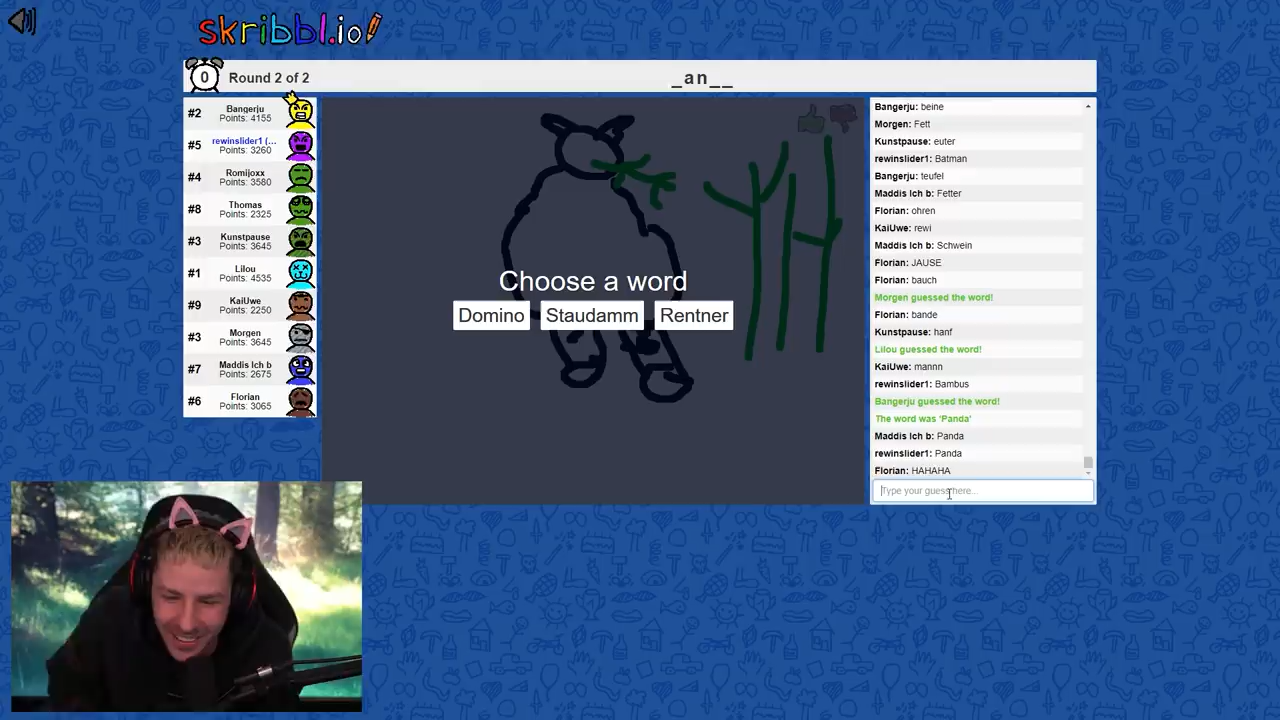 skribbl.io!
0
Round 2 of 2
_an__
#2
Bangerju
Points: 4155
#5
rewinslider1 (...
Points: 3260
#4
Romijoxx
Points: 3580
#8
Thomas
Points: 2325
#3
Kunstpause
Points: 3645
#1
Lilou
Points: 4535
#9
KaiUwe
Points: 2250
#3
Morgen
Points: 3645
#7
Maddis Ich b
Points: 2675
#6
Florian
Points: 3065
Choose a word
Domino
Staudamm
Rentner
Bangerju: beine
Morgen: Fett
Kunstpause: euter
rewinslider1: Batman
Bangerju: teufel
Maddis Ich b: Fetter
Florian: ohren
KaiUwe: rewi
Maddis Ich b: Schwein
Florian: JAUSE
Florian: bauch
Morgen guessed the word!
Florian: bande
Kunstpause: hanf
Lilou guessed the word!
KaiUwe: mannn
rewinslider1: Bambus
Bangerju guessed the word!
The word was 'Panda'
Maddis Ich b: Panda
rewinslider1: Panda
Florian: HAHAHA
Type your guess here...